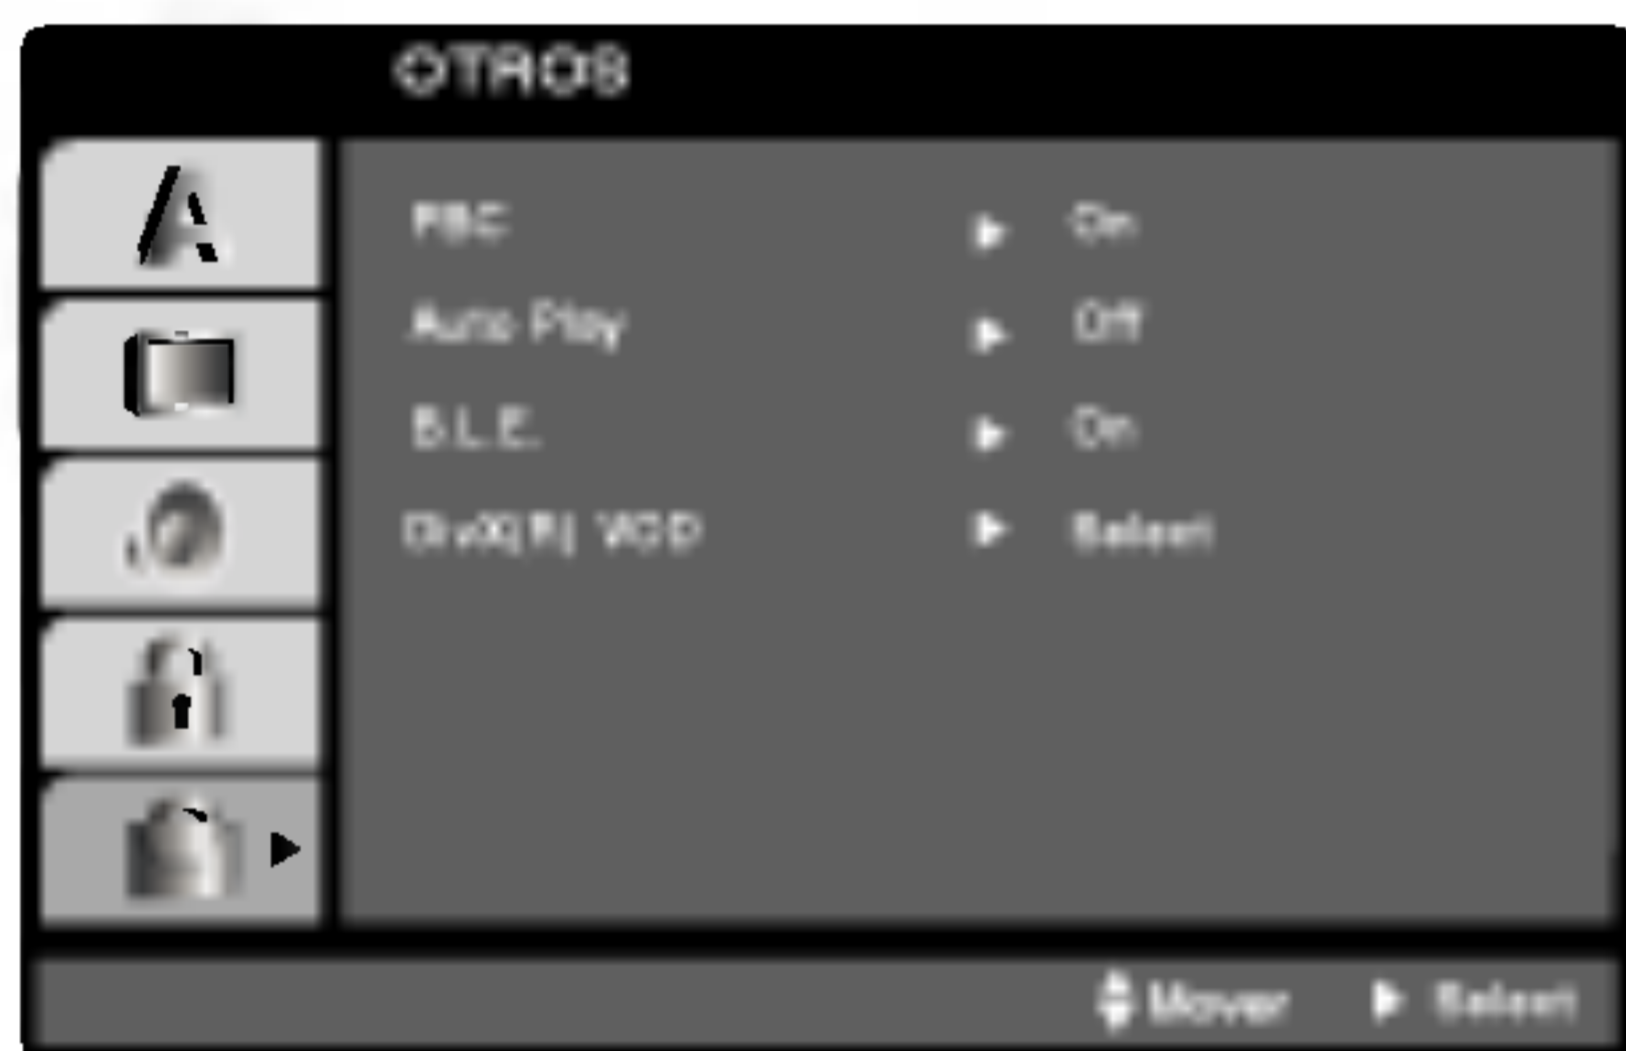 OTROS
PBC On
Auto Play Off
B.L.E. On
DivX(R) VOD Select
Mover Select